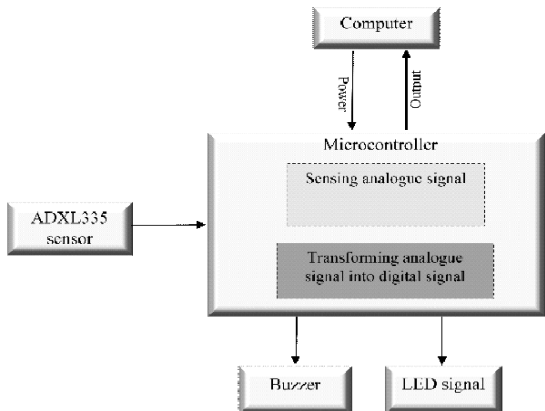 Computer
Power
Output
Microcontroller
Sensing analogue signal
ADXL335
sensor
Transforming analogue
signal into digital signal
Buzzer
LED signal